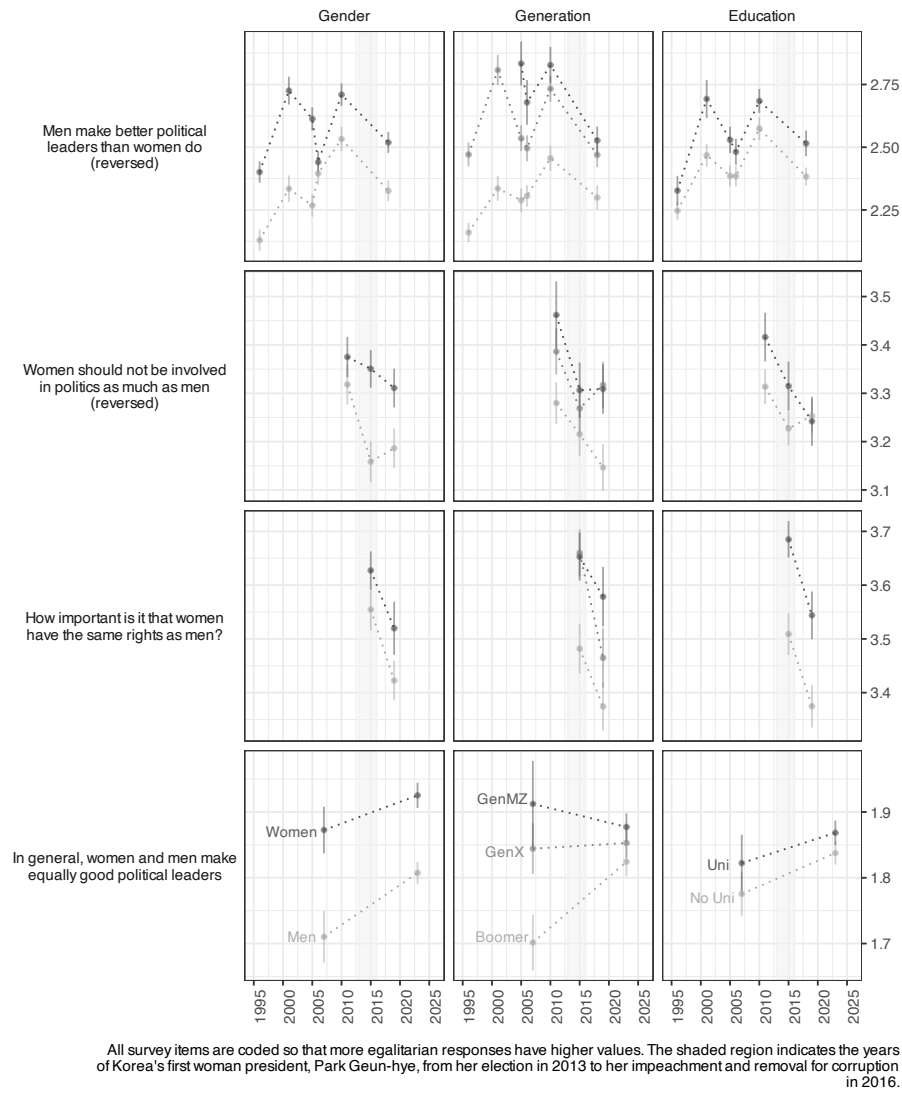 Gender
Generation
Education
Men make better political
leaders than women do
(reversed)
2.75
2.50
2.25
Women should not be involved
in politics as much as men
(reversed)
3.5
3.4
3.3
3.2
3.1
How important is it that women
have the same rights as men?
3.7
3.6
3.5
3.4
In general, women and men make
equally good political leaders
Women
Men
GenMZ
GenX
Boomer
Uni
No Uni
1.9
1.8
1.7
1995 2000 2005 2010 2015 2020 2025
1995 2000 2005 2010 2015 2020 2025
1995 2000 2005 2010 2015 2020 2025
All survey items are coded so that more egalitarian responses have higher values. The shaded region indicates the years
of Korea's first woman president, Park Geun-hye, from her election in 2013 to her impeachment and removal for corruption
in 2016.